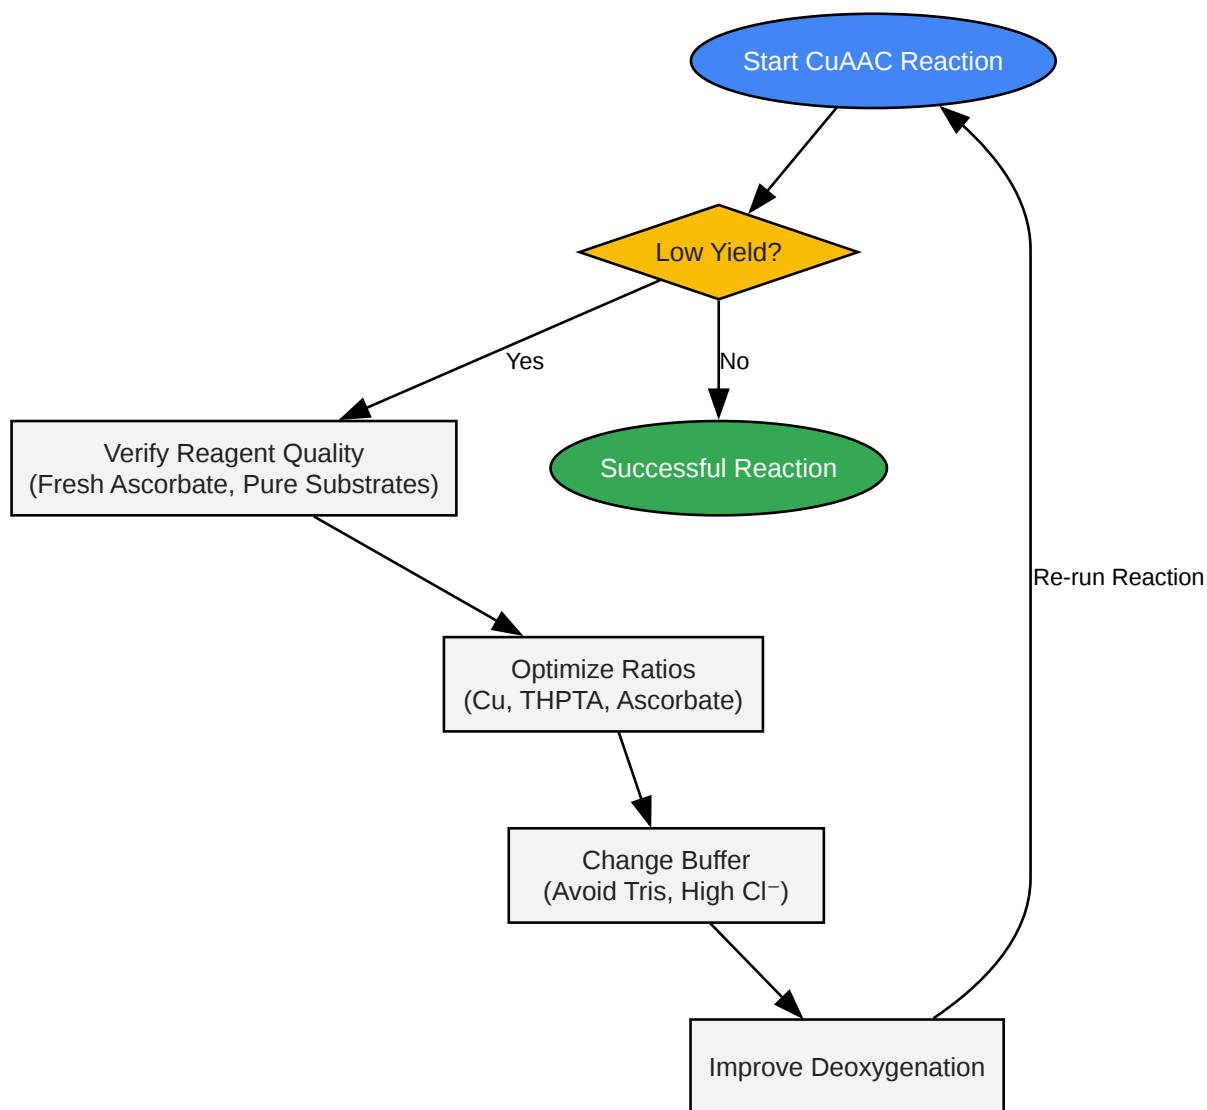 Start CuAAC Reaction
Low Yield?
Yes
No
Verify Reagent Quality
(Fresh Ascorbate, Pure Substrates)
Successful Reaction
Re-run Reaction
Optimize Ratios
(Cu, THPTA, Ascorbate)
Change Buffer
(Avoid Tris, High Cl⁻)
Improve Deoxygenation